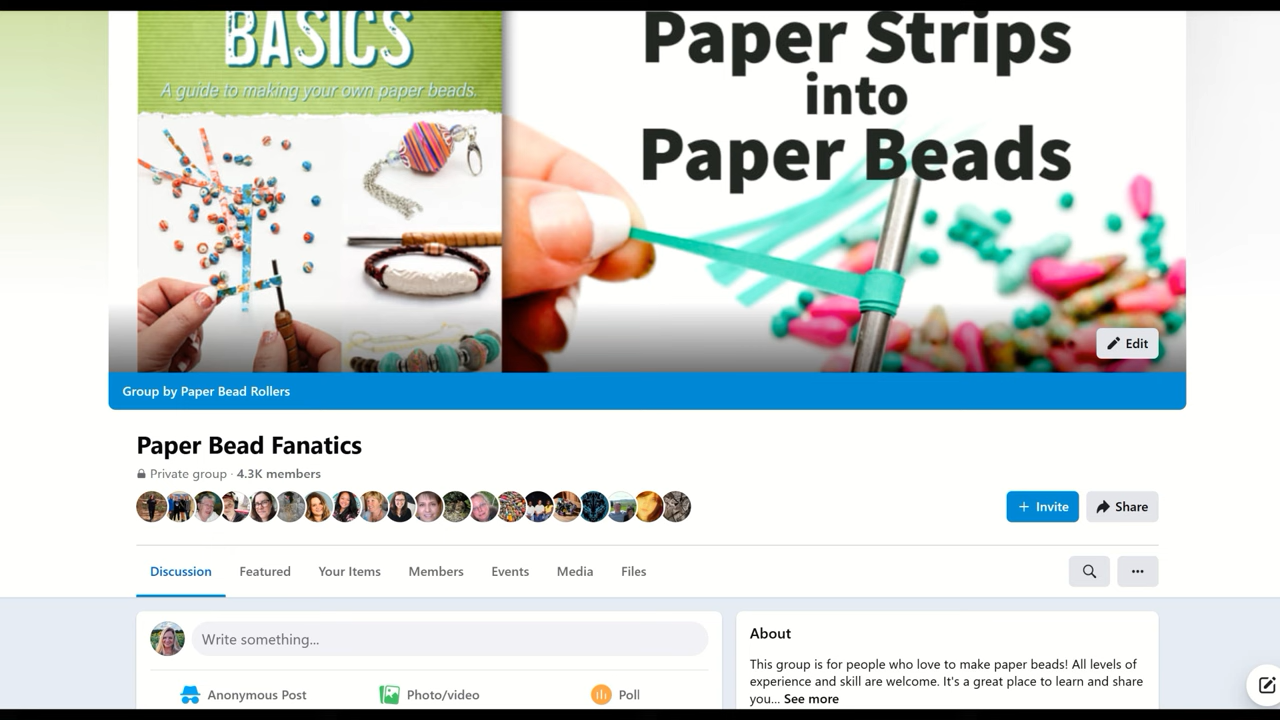 BASICS
A guide to making your own paper beads.
Paper Strips
into
Paper Beads
Edit
Group by Paper Bead Rollers
Paper Bead Fanatics
Private group · 4.3K members
+ Invite
Share
Discussion
Featured
Your Items
Members
Events
Media
Files
Write something...
Anonymous Post
Photo/video
Poll
About
This group is for people who love to make paper beads! All levels of
experience and skill are welcome. It's a great place to learn and share
you... See more